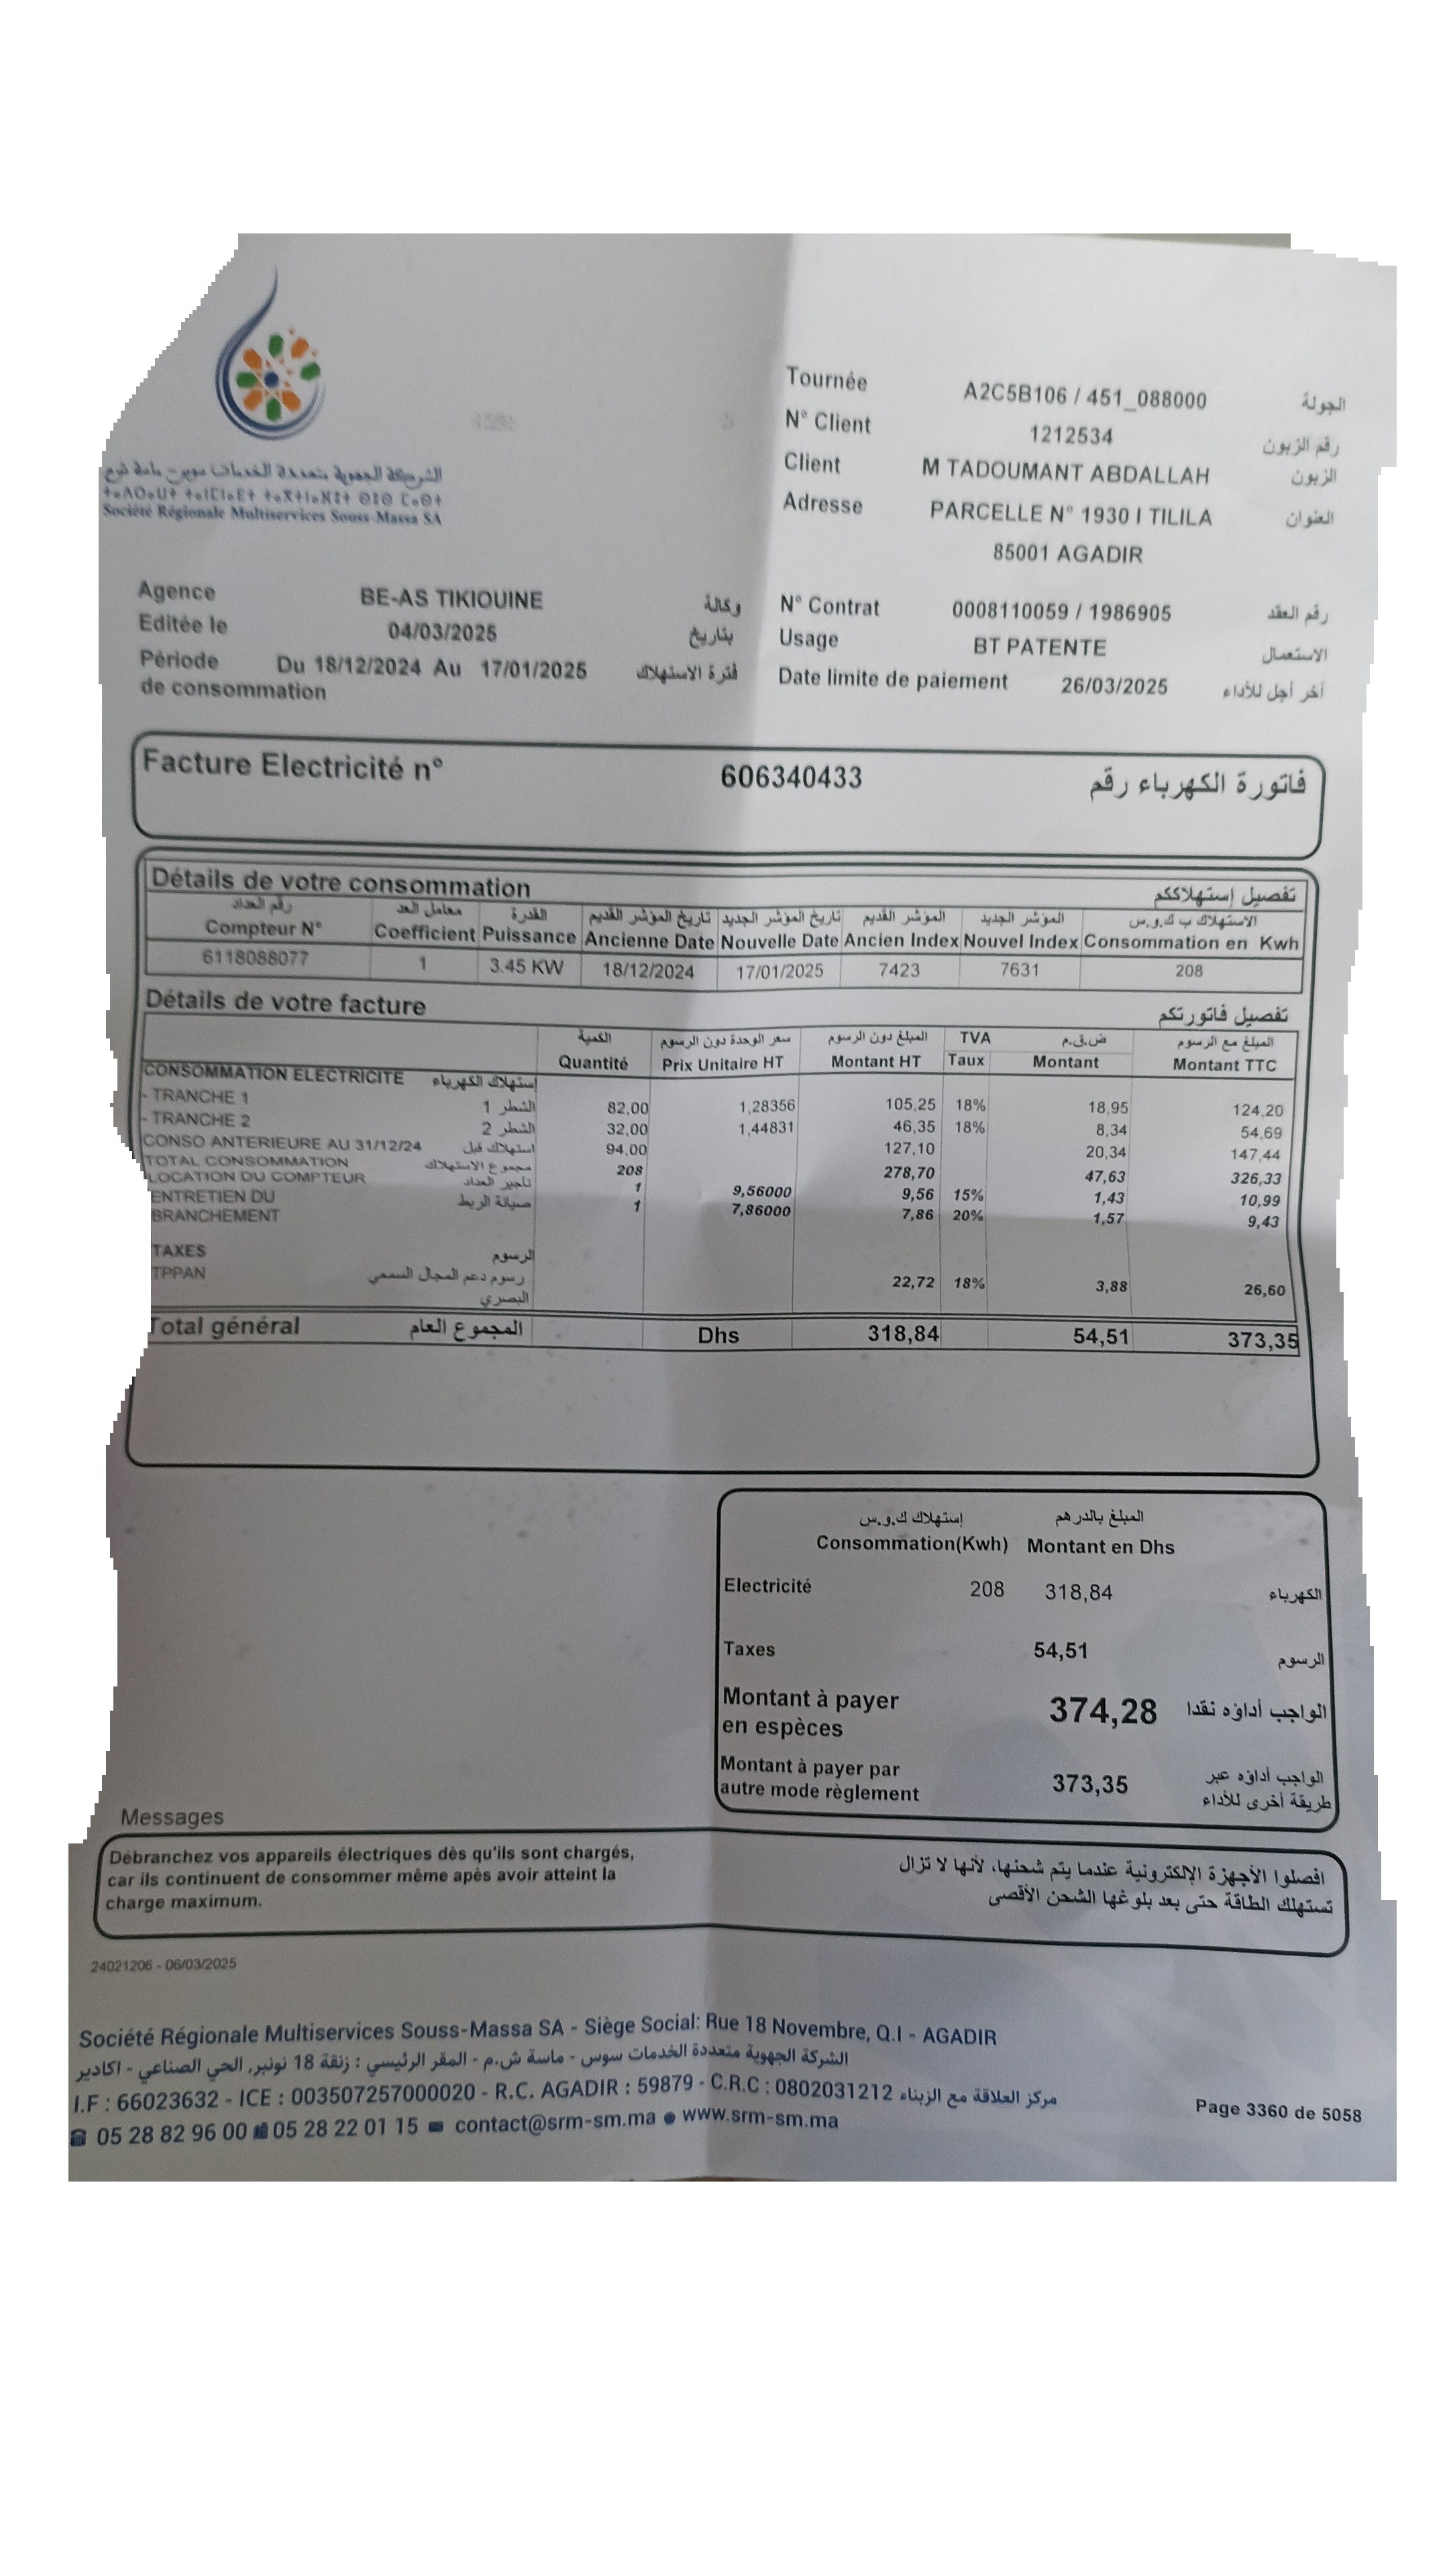 الشركة الجهوية متعددة الخدمات سوس ماسة ش.م
Société Régionale Multiservices Souss-Massa SA
Tournée A2C5B106 / 451_088000 الجولة
N° Client 1212534 رقم الزبون
Client M TADOUMANT ABDALLAH الزبون
Adresse PARCELLE N° 1930 I TILILA العنوان
85001 AGADIR
Agence BE-AS TIKIOUINE وكالة
Editée le 04/03/2025 بتاريخ
Période Du 18/12/2024 Au 17/01/2025 فترة الاستهلاك
de consommation
N° Contrat 0008110059 / 1986905 رقم العقد
Usage BT PATENTE الاستعمال
Date limite de paiement 26/03/2025 أخر أجل للأداء
Facture Electricité n° 606340433 فاتورة الكهرباء رقم
Détails de votre consommation تفصيل إستهلاككم
رقم العداد معامل العد القدرة تاريخ المؤشر القديم تاريخ المؤشر الجديد المؤشر القديم المؤشر الجديد الاستهلاك ب ك.و.س
Compteur N° Coefficient Puissance Ancienne Date Nouvelle Date Ancien Index Nouvel Index Consommation en Kwh
6118088077 1 3.45 KW 18/12/2024 17/01/2025 7423 7631 208
Détails de votre facture تفصيل فاتورتكم
الكمية سعر الوحدة دون الرسوم المبلغ دون الرسوم TVA ض.ق.م المبلغ مع الرسوم
Quantité Prix Unitaire HT Montant HT Taux Montant Montant TTC
CONSOMMATION ELECTRICITE إستهلاك الكهرباء
- TRANCHE 1 الشطر 1 82,00 1,28356 105,25 18% 18,95 124,20
- TRANCHE 2 الشطر 2 32,00 1,44831 46,35 18% 8,34 54,69
CONSO ANTERIEURE AU 31/12/24 استهلاك قبل 94,00 127,10 20,34 147,44
TOTAL CONSOMMATION مجموع الاستهلاك 208 278,70 47,63 326,33
LOCATION DU COMPTEUR تأجير العداد 1 9,56000 9,56 15% 1,43 10,99
ENTRETIEN DU صيانة الربط 1 7,86000 7,86 20% 1,57 9,43
BRANCHEMENT
TAXES الرسوم
TPPAN رسوم دعم المجال السمعي 22,72 18% 3,88 26,60
البصري
Total général المجموع العام Dhs 318,84 54,51 373,35
إستهلاك ك.و.س المبلغ بالدرهم
Consommation(Kwh) Montant en Dhs
Electricité 208 318,84 الكهرباء
Taxes 54,51 الرسوم
Montant à payer 374,28 الواجب أداؤه نقدا
en espèces
Montant à payer par 373,35 الواجب أداؤه عبر
autre mode règlement طريقة أخرى للأداء
Messages
Débranchez vos appareils électriques dès qu'ils sont chargés,
car ils continuent de consommer même apès avoir atteint la
charge maximum.
افصلوا الأجهزة الإلكترونية عندما يتم شحنها، لأنها لا تزال
تستهلك الطاقة حتى بعد بلوغها الشحن الأقصى
24021206 - 06/03/2025
Société Régionale Multiservices Souss-Massa SA - Siège Social: Rue 18 Novembre, Q.I - AGADIR
الشركة الجهوية متعددة الخدمات سوس - ماسة ش.م - المقر الرئيسي : زنقة 18 نونبر, الحي الصناعي - اكادير
I.F : 66023632 - ICE : 003507257000020 - R.C. AGADIR : 59879 - C.R.C : 0802031212 مركز العلاقة مع الزبناء
05 28 82 96 00 05 28 22 01 15 contact@srm-sm.ma ● www.srm-sm.ma
Page 3360 de 5058